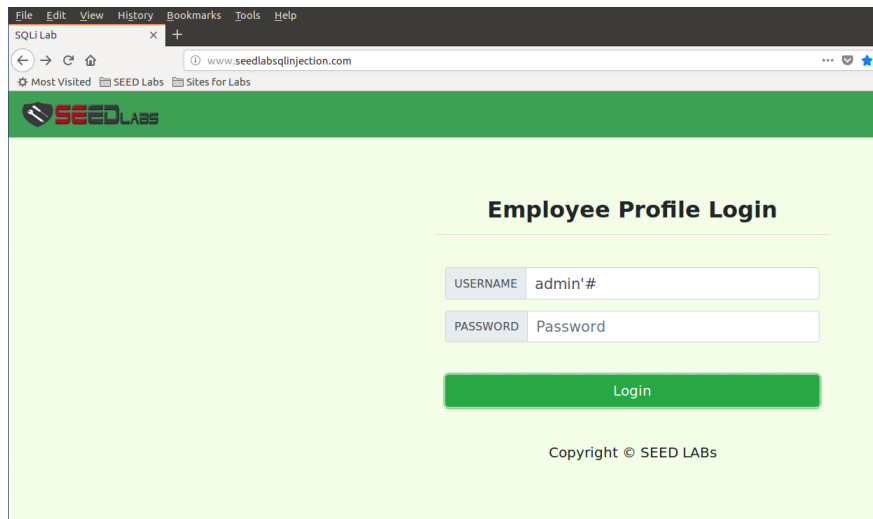 File Edit View History Bookmarks Tools Help
SQLi Lab × +
www.seedlabsqlinjection.com
Most Visited SEED Labs Sites for Labs
SEEDLABS
Employee Profile Login
USERNAME admin'#
PASSWORD Password
Login
Copyright © SEED LABs